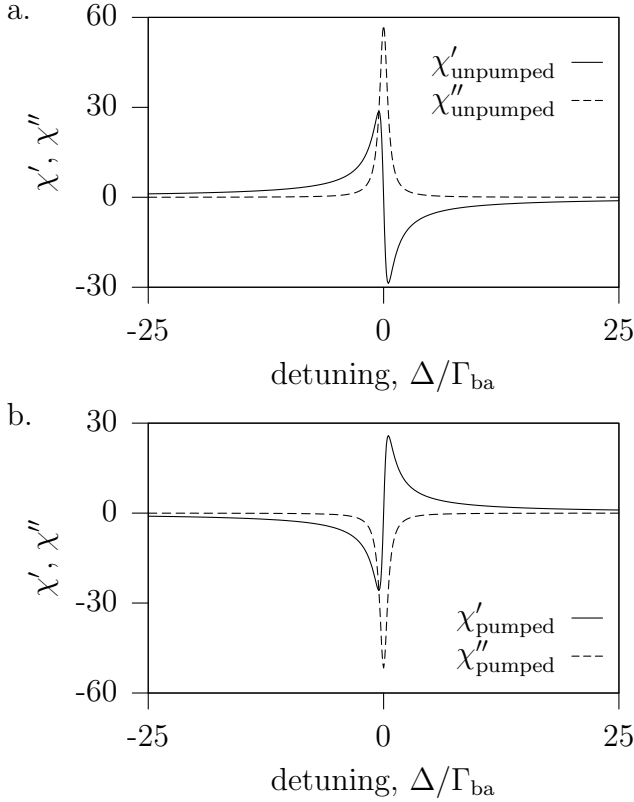 a.
60
30
0
-30
χ′, χ″
χ′unpumped
χ″unpumped
-25 0 25
detuning, Δ/Γba
b.
30
0
-30
-60
χ′, χ″
χ′pumped
χ″pumped
-25 0 25
detuning, Δ/Γba